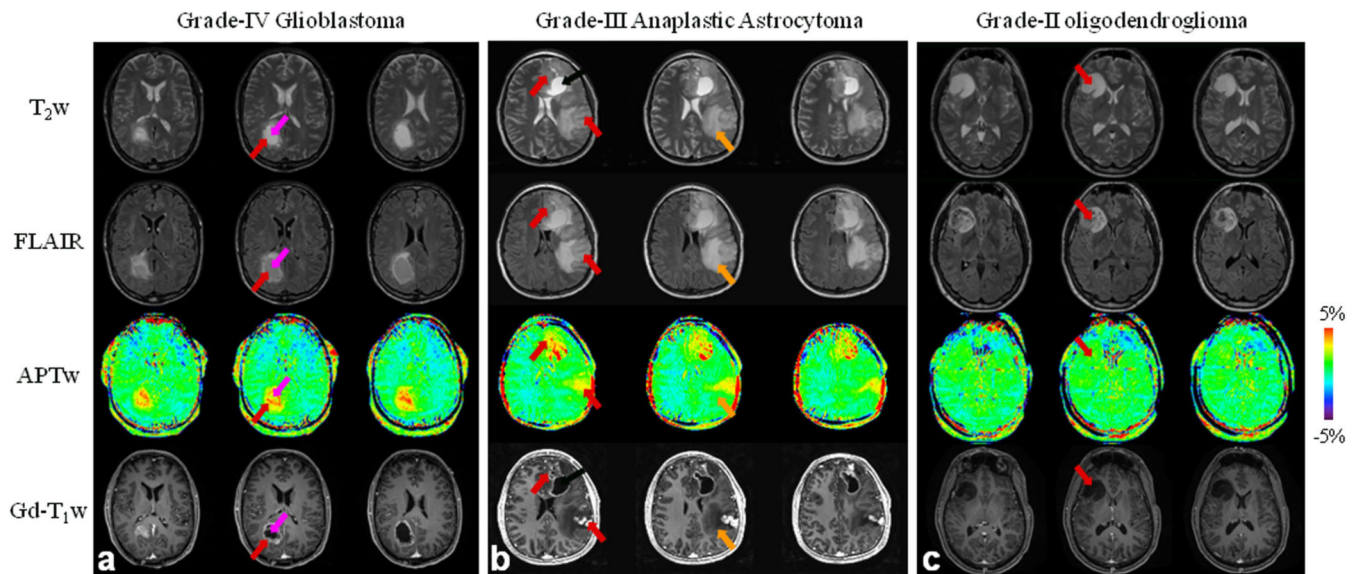 Grade-IV Glioblastoma
Grade-III Anaplastic Astrocytoma
Grade-II oligodendroglioma
T₂w
FLAIR
APTw
5%
-5%
Gd-T₁w
a
b
c